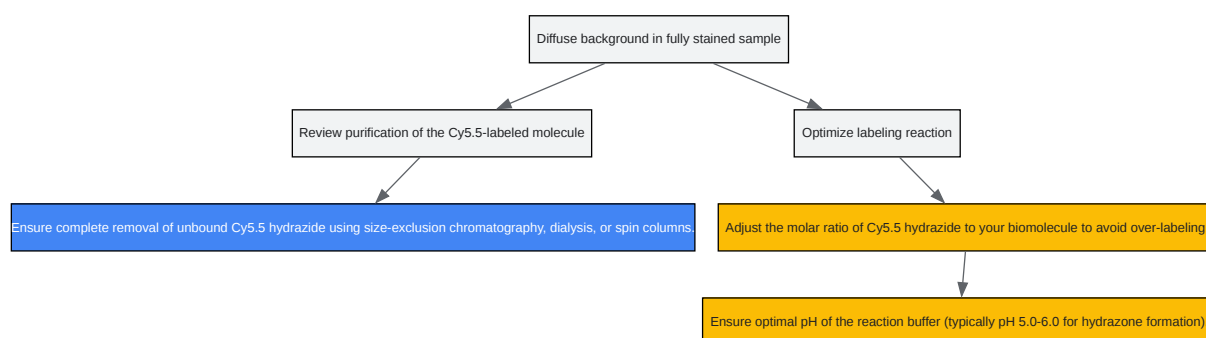 Diffuse background in fully stained sample
Review purification of the Cy5.5-labeled molecule
Optimize labeling reaction
Ensure complete removal of unbound Cy5.5 hydrazide using size-exclusion chromatography, dialysis, or spin columns.
Adjust the molar ratio of Cy5.5 hydrazide to your biomolecule to avoid over-labeling
Ensure optimal pH of the reaction buffer (typically pH 5.0-6.0 for hydrazone formation)